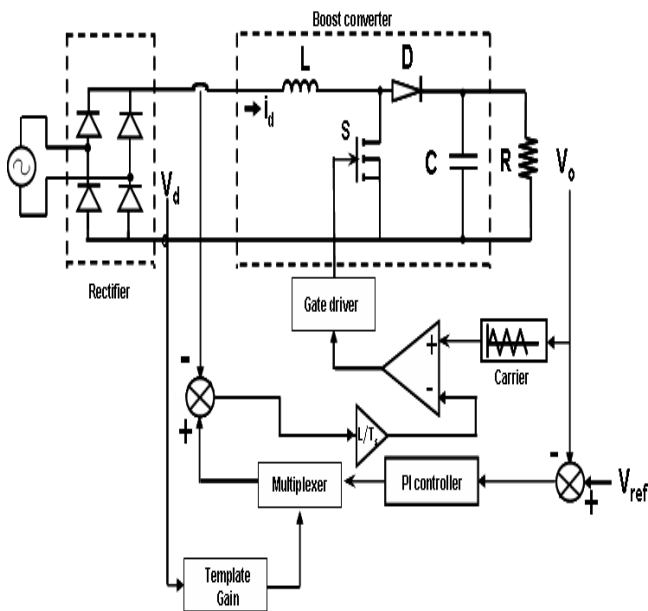 Boost converter
L
D
i_d
S
C
R
V_o
V_d
Rectifier
Gate driver
+
-
Carrier
-
+
L/T_s
-
+
V_ref
Multiplexer
PI controller
Template
Gain